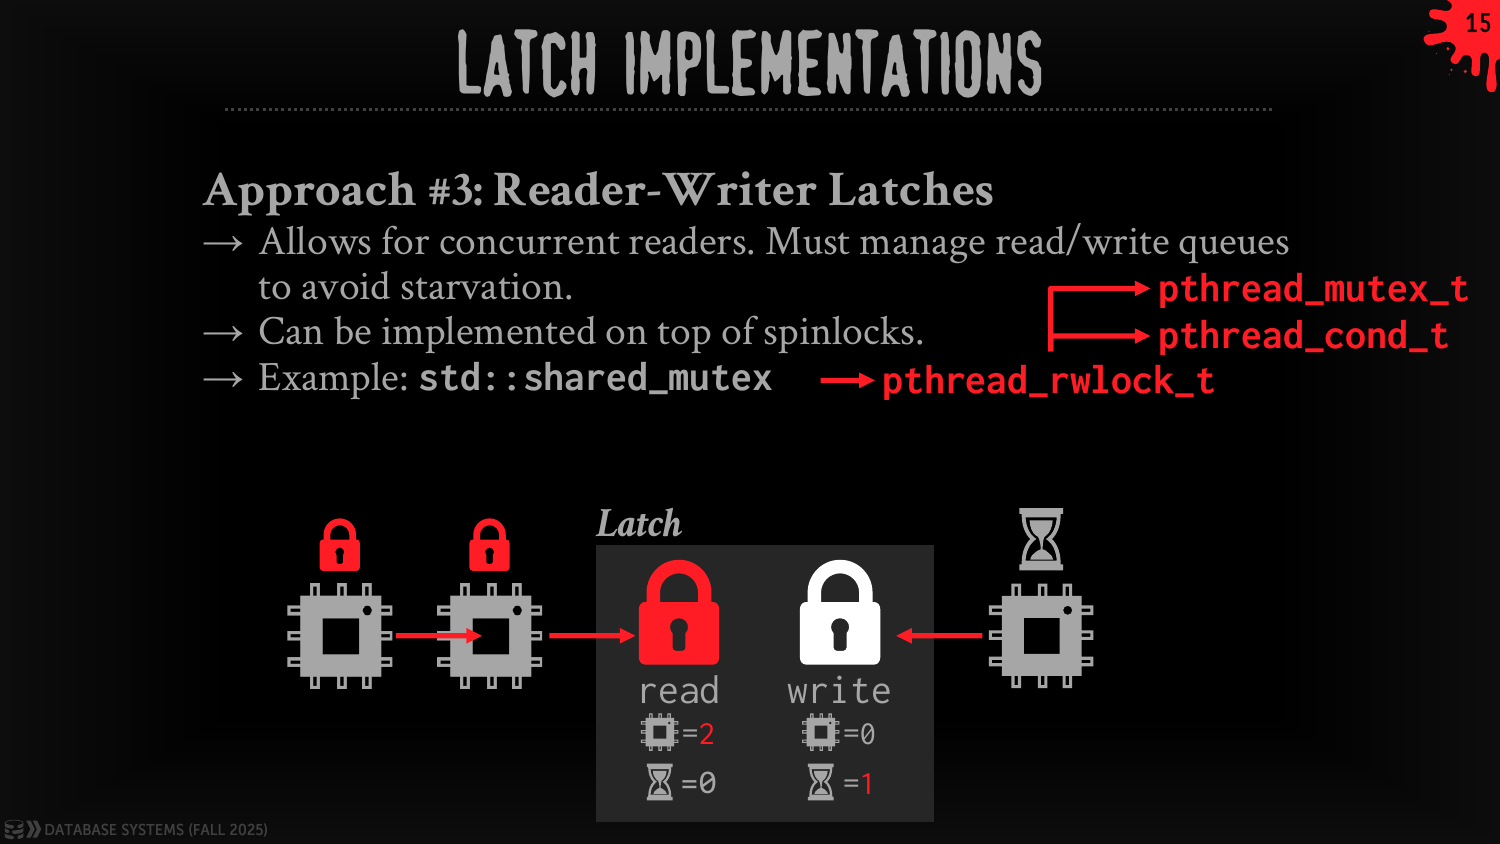 15
LATCH IMPLEMENTATIONS
Approach #3: Reader-Writer Latches
→ Allows for concurrent readers. Must manage read/write queues
to avoid starvation.
→ Can be implemented on top of spinlocks.
→ Example: std::shared_mutex
pthread_mutex_t
pthread_cond_t
pthread_rwlock_t
Latch
read
=2
=0
write
=0
=1
DATABASE SYSTEMS (FALL 2025)